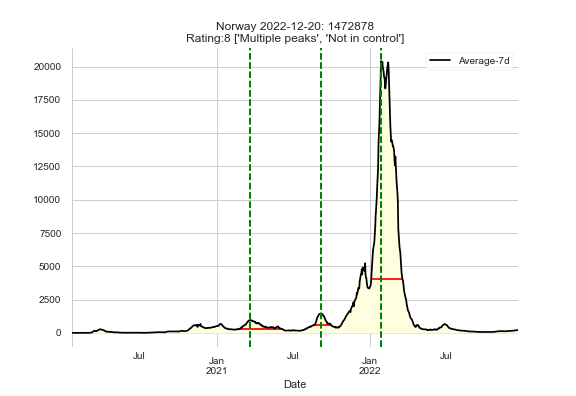 Norway 2022-12-20: 1472878
Rating:8 ['Multiple peaks', 'Not in control']
Average-7d
20000
17500
15000
12500
10000
7500
5000
2500
0
Jul
Jan
2021
Jul
Jan
2022
Jul
Date